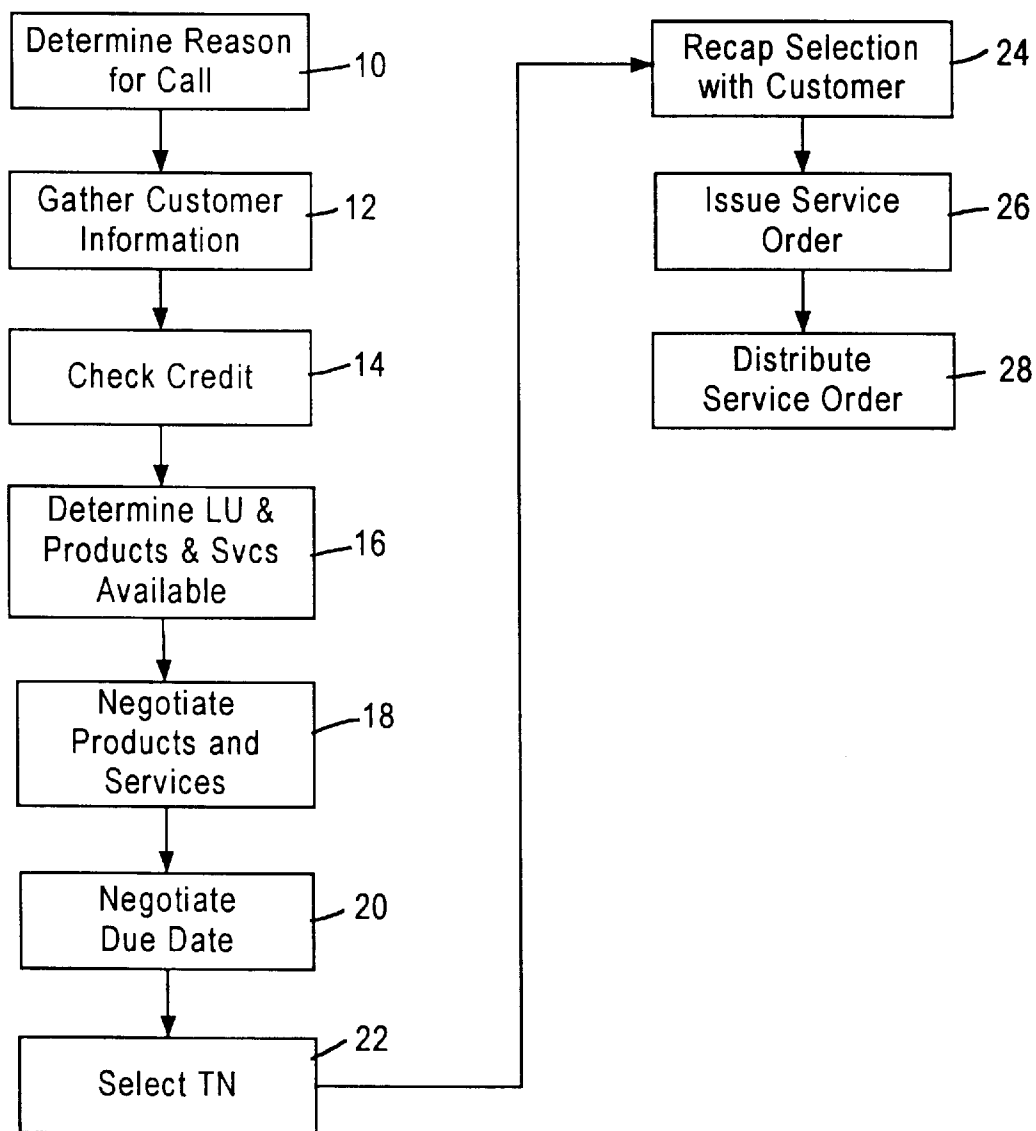 Determine Reason
for Call
10
Gather Customer
Information
12
Check Credit
14
Determine LU &
Products & Svcs
Available
16
Negotiate
Products and
Services
18
Negotiate
Due Date
20
Select TN
22
Recap Selection
with Customer
24
Issue Service
Order
26
Distribute
Service Order
28